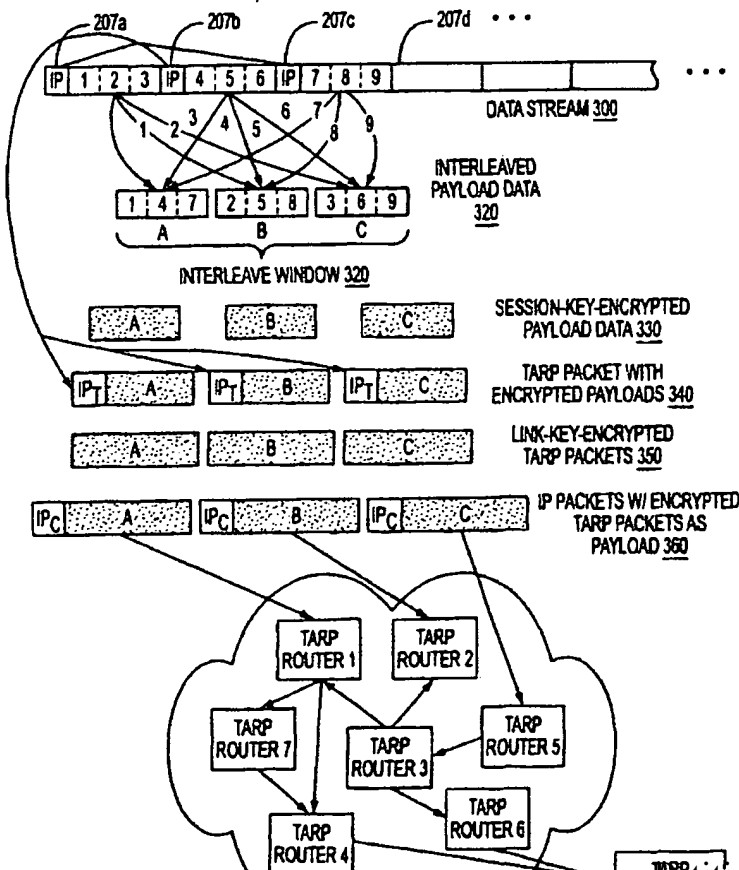 207a 207b 207c 207d • • •
IP 1 2 3 IP 4 5 6 IP 7 8 9 • • •
DATA STREAM 300
1 2 3 4 5 6 7 8 9
INTERLEAVED
PAYLOAD DATA
320
1 4 7 2 5 8 3 6 9
A B C
INTERLEAVE WINDOW 320
A B C
SESSION-KEY-ENCRYPTED
PAYLOAD DATA 330
IPT A IPT B IPT C
TARP PACKET WITH
ENCRYPTED PAYLOADS 340
A B C
LINK-KEY-ENCRYPTED
TARP PACKETS 350
IPC A IPC B IPC C
IP PACKETS W/ ENCRYPTED
TARP PACKETS AS
PAYLOAD 360
TARP
ROUTER 1
TARP
ROUTER 2
TARP
ROUTER 7
TARP
ROUTER 3
TARP
ROUTER 5
TARP
ROUTER 6
TARP
ROUTER 4